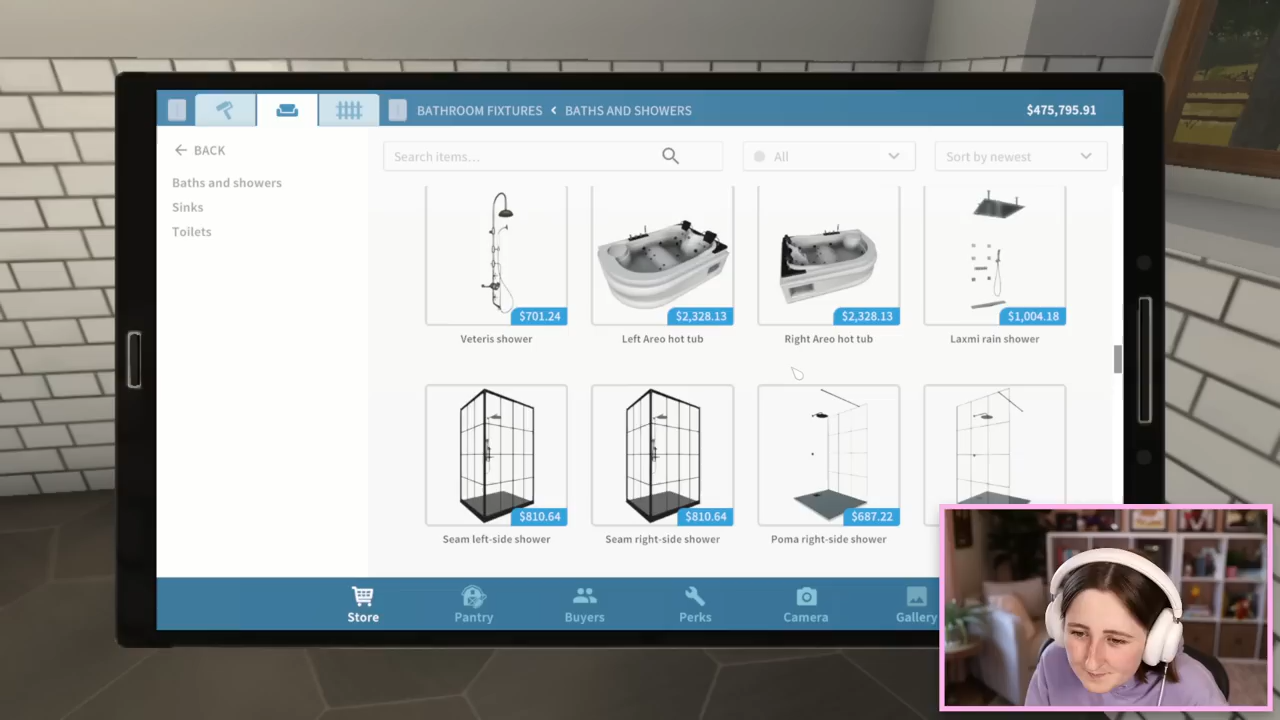 BATHROOM FIXTURES < BATHS AND SHOWERS
$475,795.91
BACK
Search items...
All
Sort by newest
Baths and showers
Sinks
Toilets
$701.24
$2,328.13
$2,328.13
$1,004.18
Veteris shower
Left Areo hot tub
Right Areo hot tub
Laxmi rain shower
$810.64
$810.64
$687.22
Seam left-side shower
Seam right-side shower
Poma right-side shower
Store
Pantry
Buyers
Perks
Camera
Gallery